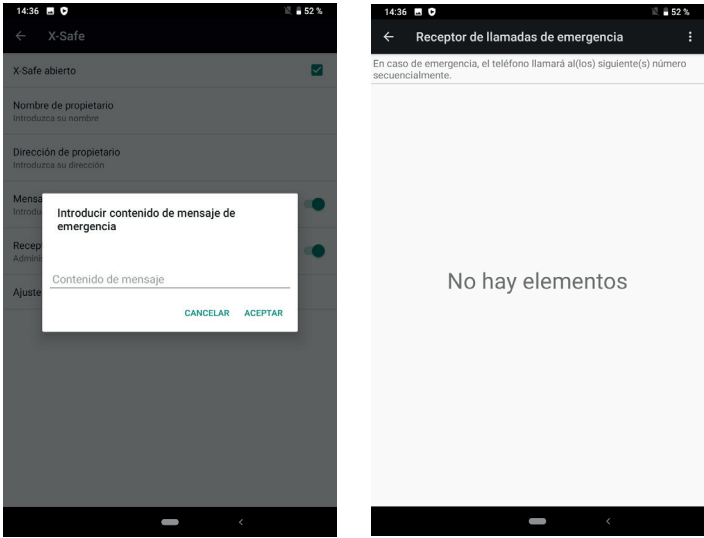 14:36
52 %
X-Safe
X-Safe abierto
Nombre de propietario
Introduzca su nombre
Dirección de propietario
Introduzca su dirección
Mensa
Introdu
Introducir contenido de mensaje de
emergencia
Recep
Adminis
Contenido de mensaje
Ajuste
CANCELAR ACEPTAR
14:36
52 %
Receptor de llamadas de emergencia
En caso de emergencia, el teléfono llamará al(los) siguiente(s) número
secuencialmente.
No hay elementos